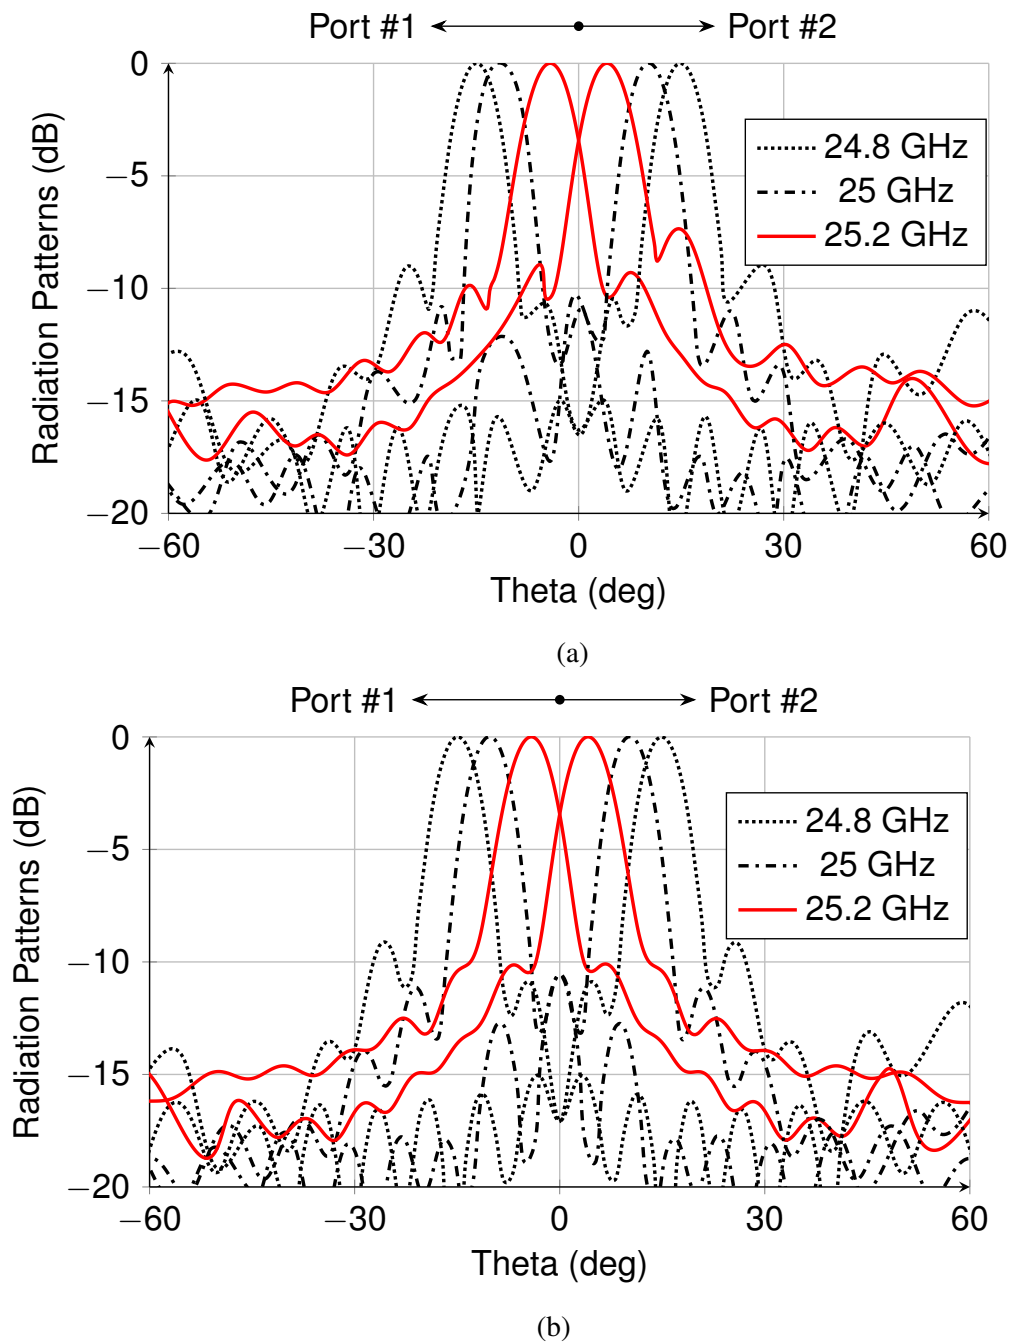 Port #1 Port #2
0
−5
−10
−15
−20
Radiation Patterns (dB)
24.8 GHz
25 GHz
25.2 GHz
−60 −30 0 30 60
Theta (deg)
(a)
Port #1 Port #2
0
−5
−10
−15
−20
Radiation Patterns (dB)
24.8 GHz
25 GHz
25.2 GHz
−60 −30 0 30 60
Theta (deg)
(b)